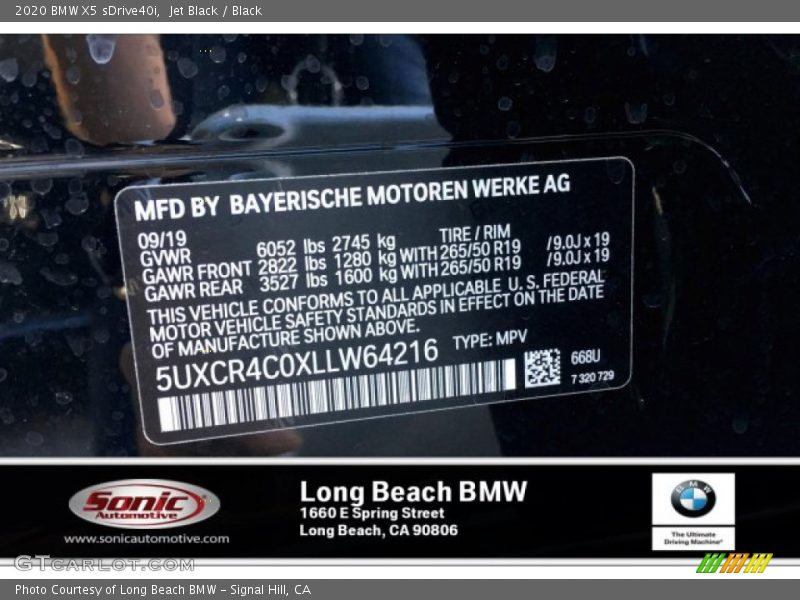 2020 BMW X5 sDrive40i,  Jet Black / Black
MFD BY BAYERISCHE MOTOREN WERKE AG
09/19 TIRE / RIM
GVWR 6052 lbs 2745 kg
GAWR FRONT 2822 lbs 1280 kg WITH 265/50 R19 /9.0J x 19
GAWR REAR 3527 lbs 1600 kg WITH 265/50 R19 /9.0J x 19
THIS VEHICLE CONFORMS TO ALL APPLICABLE U. S. FEDERAL
MOTOR VEHICLE SAFETY STANDARDS IN EFFECT ON THE DATE
OF MANUFACTURE SHOWN ABOVE.
5UXCR4C0XLLW64216 TYPE: MPV
668U
7 320 729
Sonic
Automotive
www.sonicautomotive.com
Long Beach BMW
1660 E Spring Street
Long Beach, CA 90806
BMW
The Ultimate
Driving Machine®
GTcarlot.com
Photo Courtesy of Long Beach BMW – Signal Hill, CA